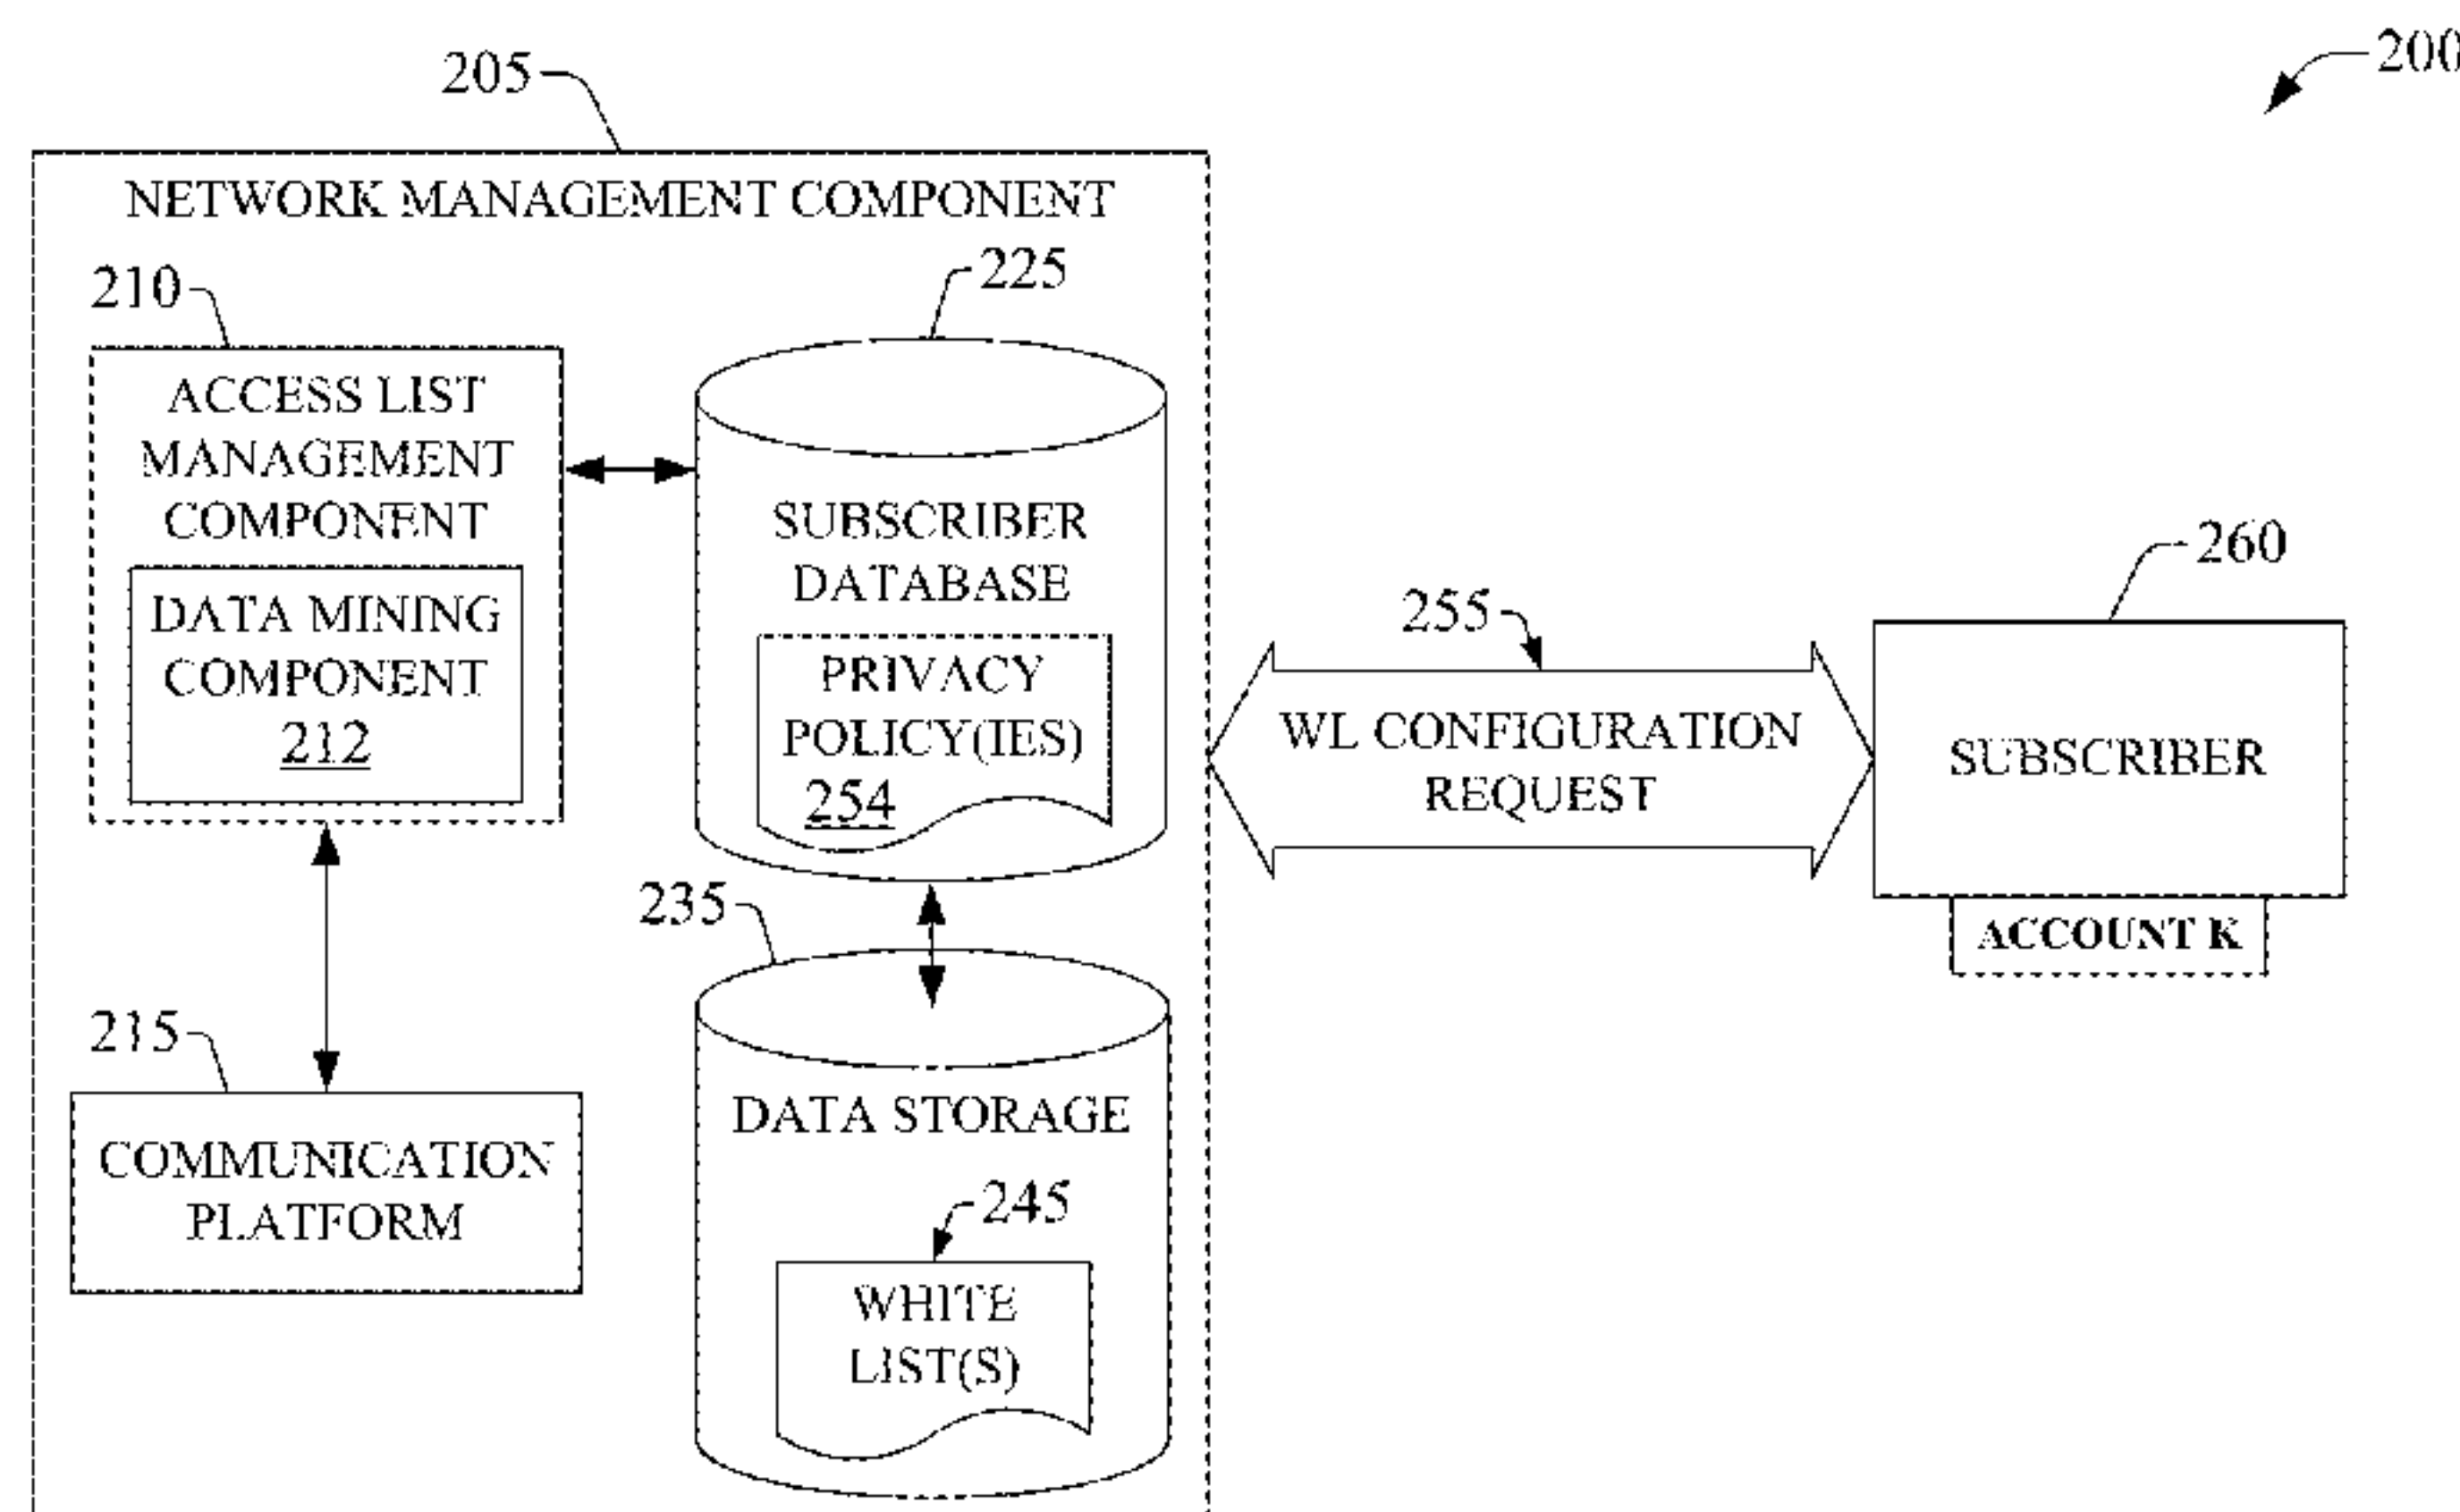 200
205
NETWORK MANAGEMENT COMPONENT
210
225
ACCESS LIST
MANAGEMENT
COMPONENT
DATA MINING
COMPONENT
212
SUBSCRIBER
DATABASE
PRIVACY
POLICY(IES)
254
255
WL CONFIGURATION
REQUEST
260
SUBSCRIBER
ACCOUNT K
235
215
COMMUNICATION
PLATFORM
DATA STORAGE
245
WHITE
LIST(S)